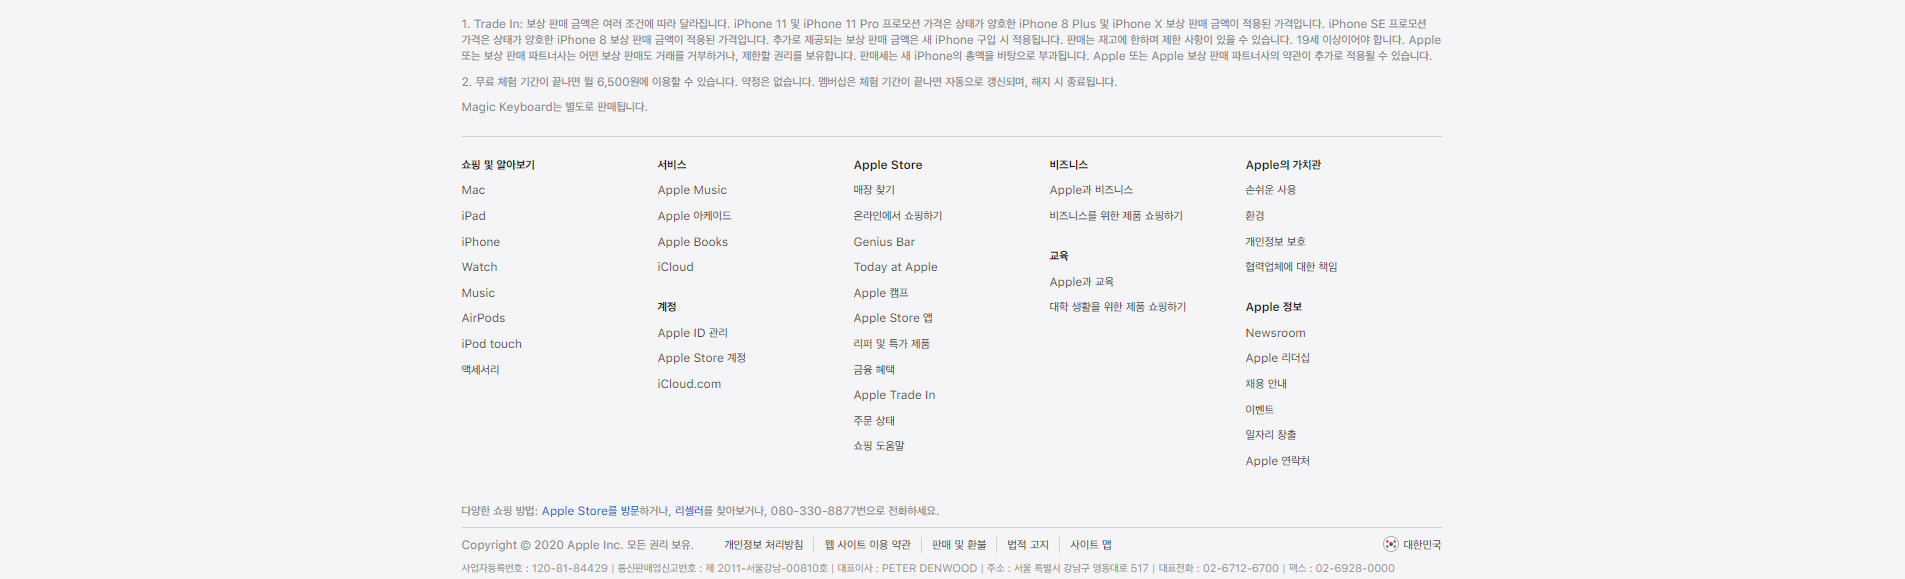 1. Trade In: 보상 판매 금액은 여러 조건에 따라 달라집니다. iPhone 11 및 iPhone 11 Pro 프로모션 가격은 상태가 양호한 iPhone 8 Plus 및 iPhone X 보상 판매 금액이 적용된 가격입니다. iPhone SE 프로모션
가격은 상태가 양호한 iPhone 8 보상 판매 금액이 적용된 가격입니다. 추가로 제공되는 보상 판매 금액은 새 iPhone 구입 시 적용됩니다. 판매는 재고에 한하며 제한 사항이 있을 수 있습니다. 19세 이상이어야 합니다. Apple
또는 보상 판매 파트너사는 어떤 보상 판매도 거래를 거부하거나, 제한할 권리를 보유합니다. 판매세는 새 iPhone의 총액을 바탕으로 부과됩니다. Apple 또는 Apple 보상 판매 파트너사의 약관이 추가로 적용될 수 있습니다.
2. 무료 체험 기간이 끝나면 월 6,500원에 이용할 수 있습니다. 약정은 없습니다. 멤버십은 체험 기간이 끝나면 자동으로 갱신되며, 해지 시 종료됩니다.
Magic Keyboard는 별도로 판매됩니다.
쇼핑 및 알아보기
Mac
iPad
iPhone
Watch
Music
AirPods
iPod touch
액세서리
서비스
Apple Music
Apple 아케이드
Apple Books
iCloud
계정
Apple ID 관리
Apple Store 계정
iCloud.com
Apple Store
매장 찾기
온라인에서 쇼핑하기
Genius Bar
Today at Apple
Apple 캠프
Apple Store 앱
리퍼 및 특가 제품
금융 혜택
Apple Trade In
주문 상태
쇼핑 도움말
비즈니스
Apple과 비즈니스
비즈니스를 위한 제품 쇼핑하기
교육
Apple과 교육
대학 생활을 위한 제품 쇼핑하기
Apple의 가치관
손쉬운 사용
환경
개인정보 보호
협력업체에 대한 책임
Apple 정보
Newsroom
Apple 리더십
채용 안내
이벤트
일자리 창출
Apple 연락처
다양한 쇼핑 방법: Apple Store를 방문하거나, 리셀러를 찾아보거나, 080-330-8877번으로 전화하세요.
Copyright © 2020 Apple Inc. 모든 권리 보유. 개인정보 처리방침 | 웹 사이트 이용 약관 | 판매 및 환불 | 법적 고지 | 사이트 맵 대한민국
사업자등록번호 : 120-81-84429 | 통신판매업신고번호 : 제 2011-서울강남-00810호 | 대표이사 : PETER DENWOOD | 주소 : 서울 특별시 강남구 영동대로 517 | 대표전화 : 02-6712-6700 | 팩스 : 02-6928-0000